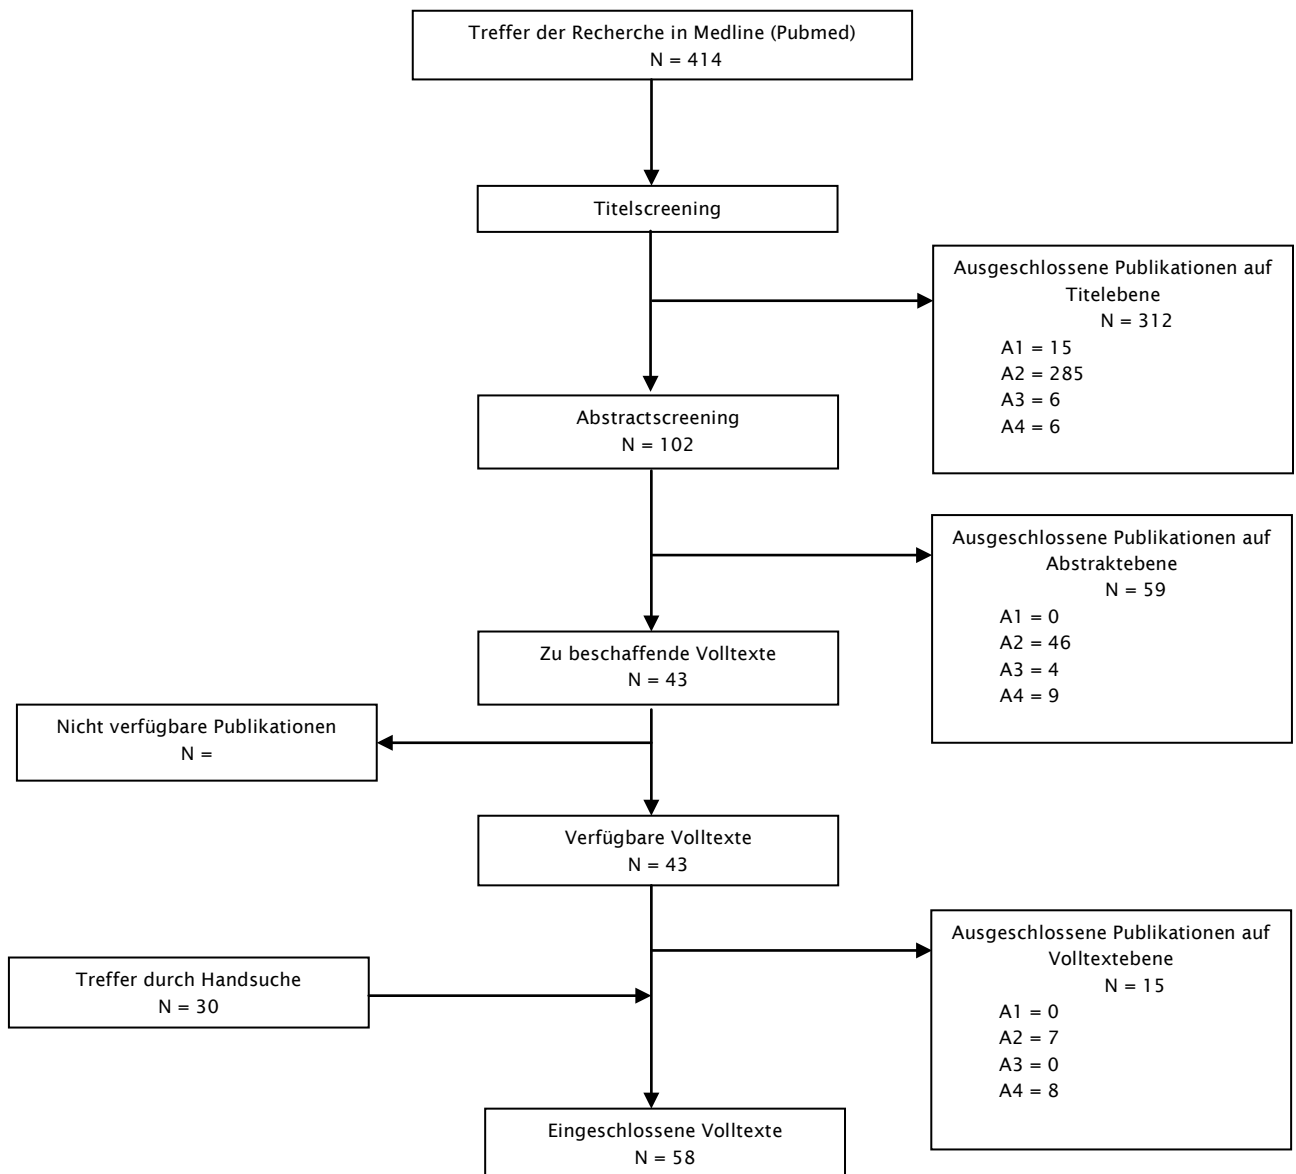 Treffer der Recherche in Medline (Pubmed)
N = 414
Titelscreening
Ausgeschlossene Publikationen auf
Titelebene
N = 312
A1 = 15
A2 = 285
A3 = 6
A4 = 6
Abstractscreening
N = 102
Ausgeschlossene Publikationen auf
Abstraktebene
N = 59
A1 = 0
A2 = 46
A3 = 4
A4 = 9
Zu beschaffende Volltexte
N = 43
Nicht verfügbare Publikationen
N =
Verfügbare Volltexte
N = 43
Ausgeschlossene Publikationen auf
Volltextebene
N = 15
A1 = 0
A2 = 7
A3 = 0
A4 = 8
Treffer durch Handsuche
N = 30
Eingeschlossene Volltexte
N = 58